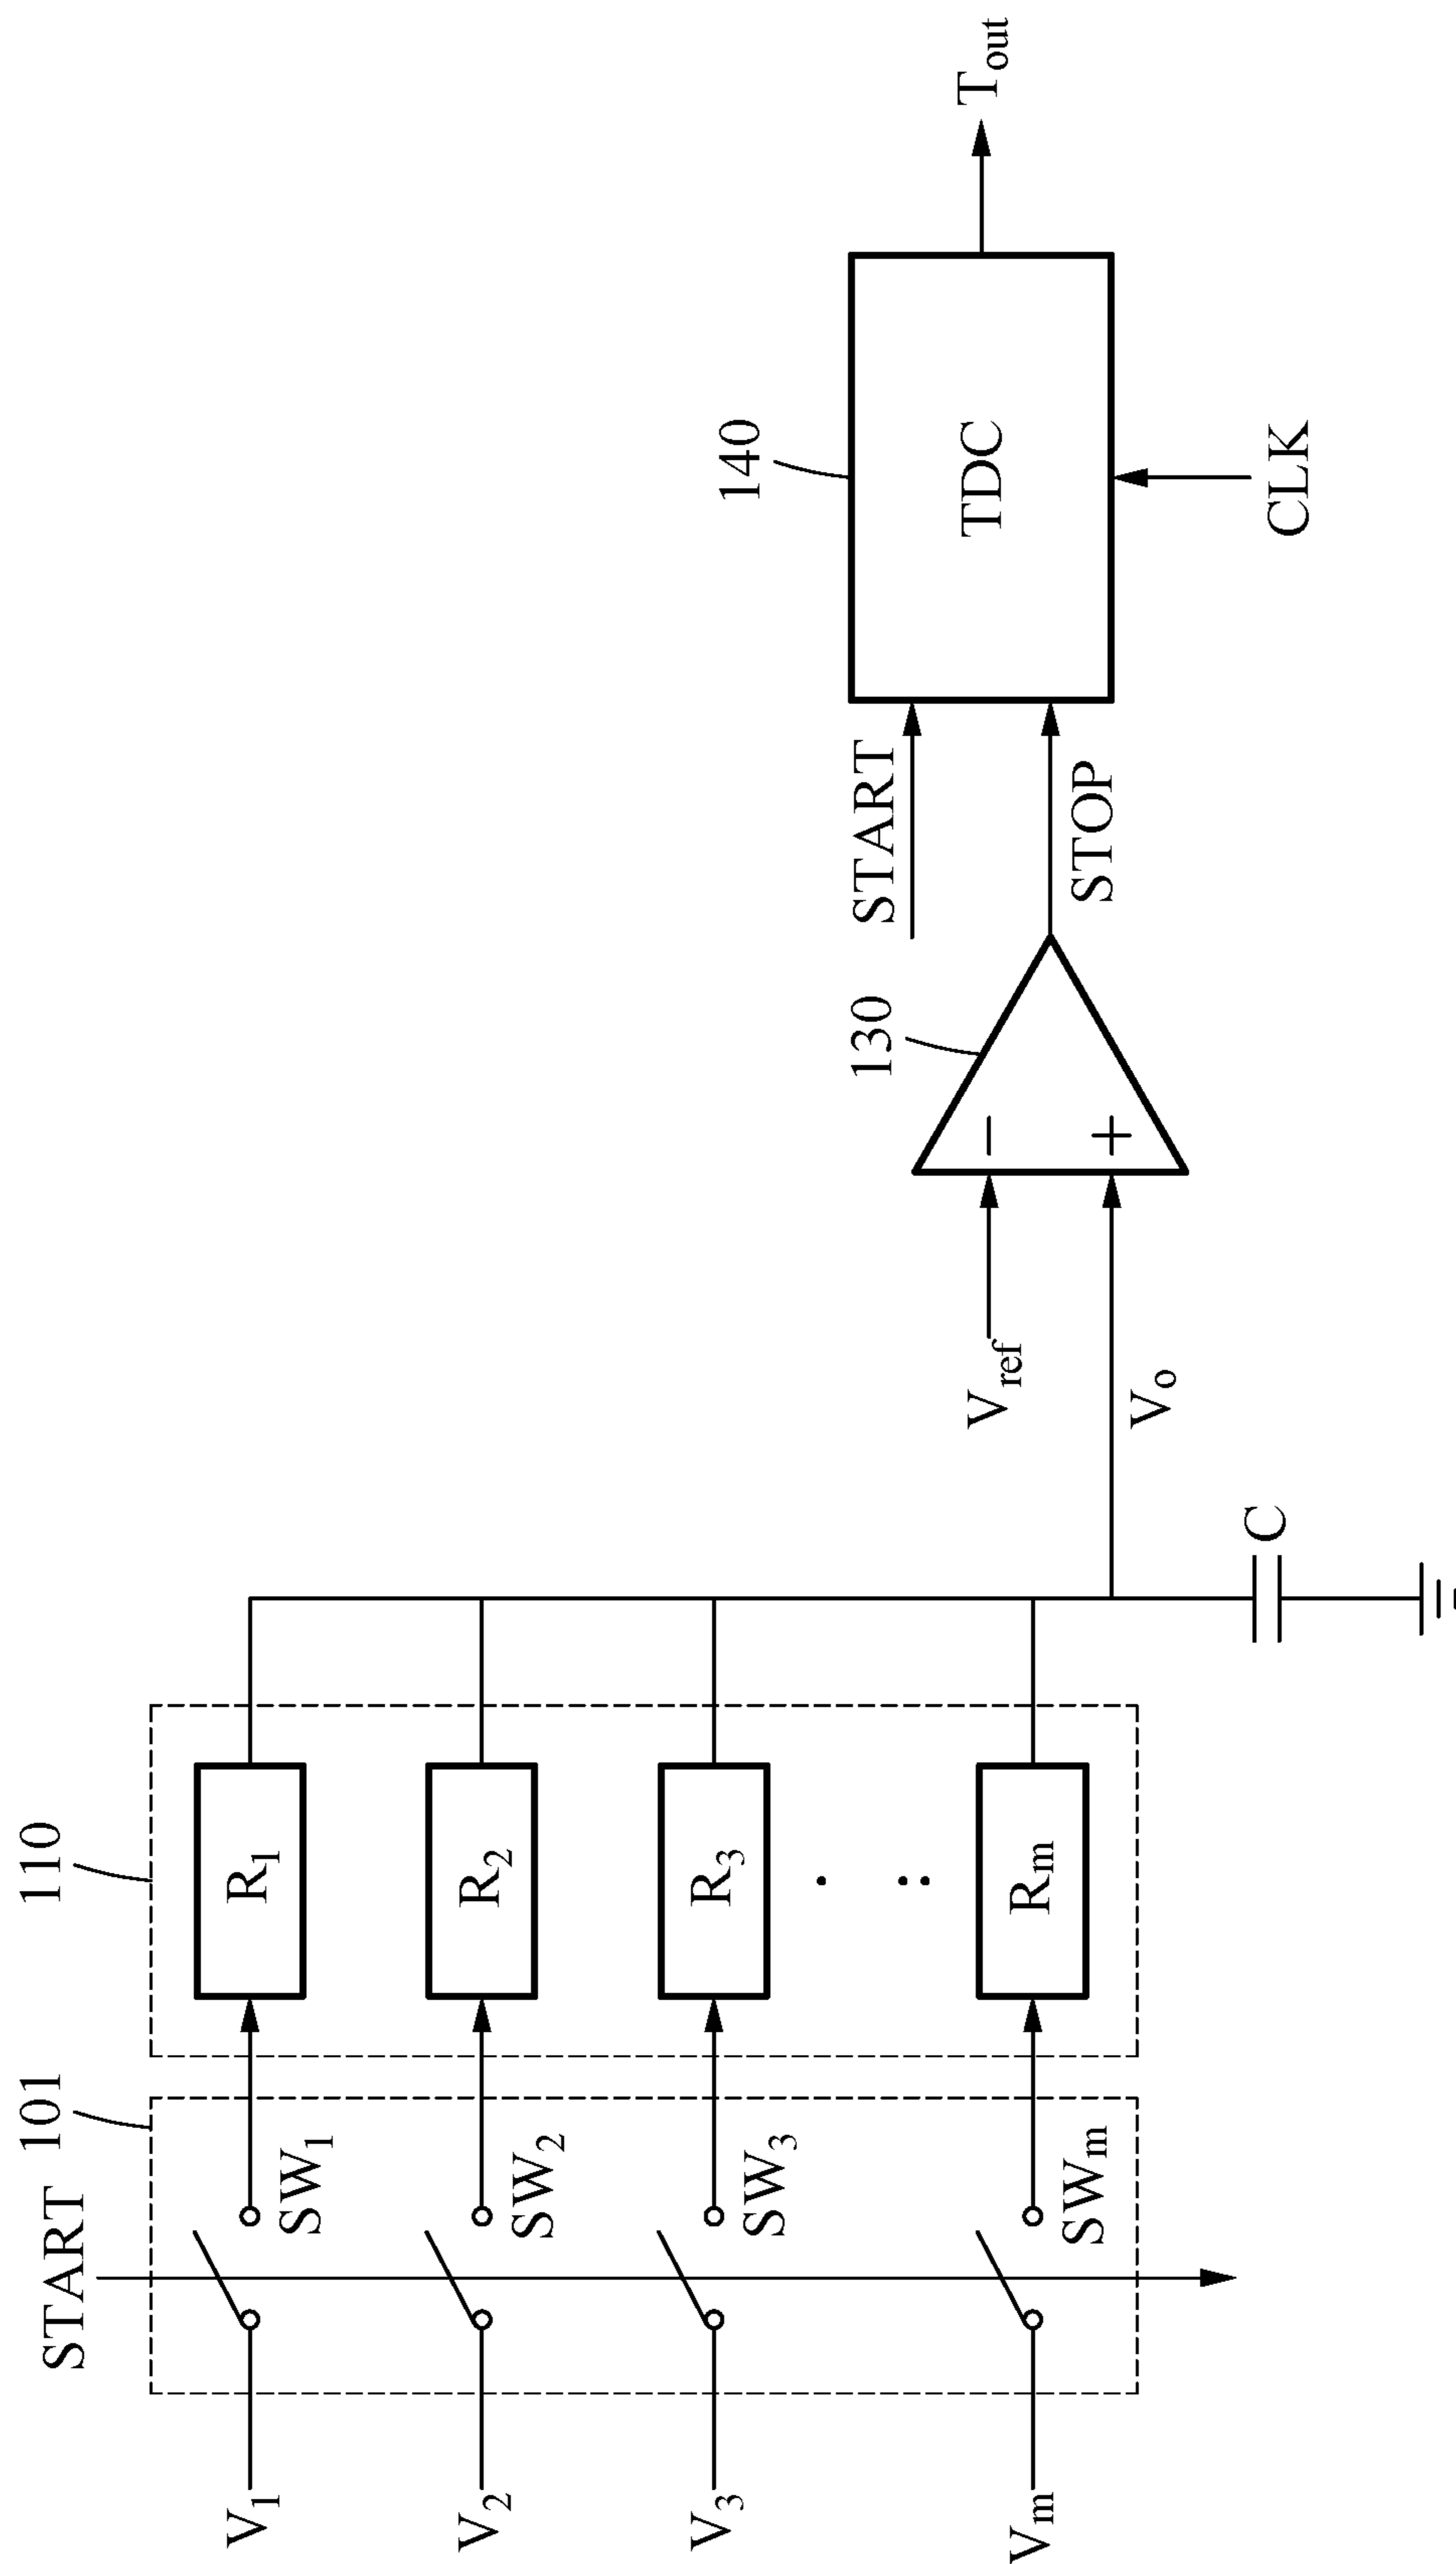 START
101
110
V1
SW1
R1
V2
SW2
R2
V3
SW3
R3
Vm
SWm
Rm
C
Vref
Vo
130
START
STOP
140
TDC
CLK
Tout